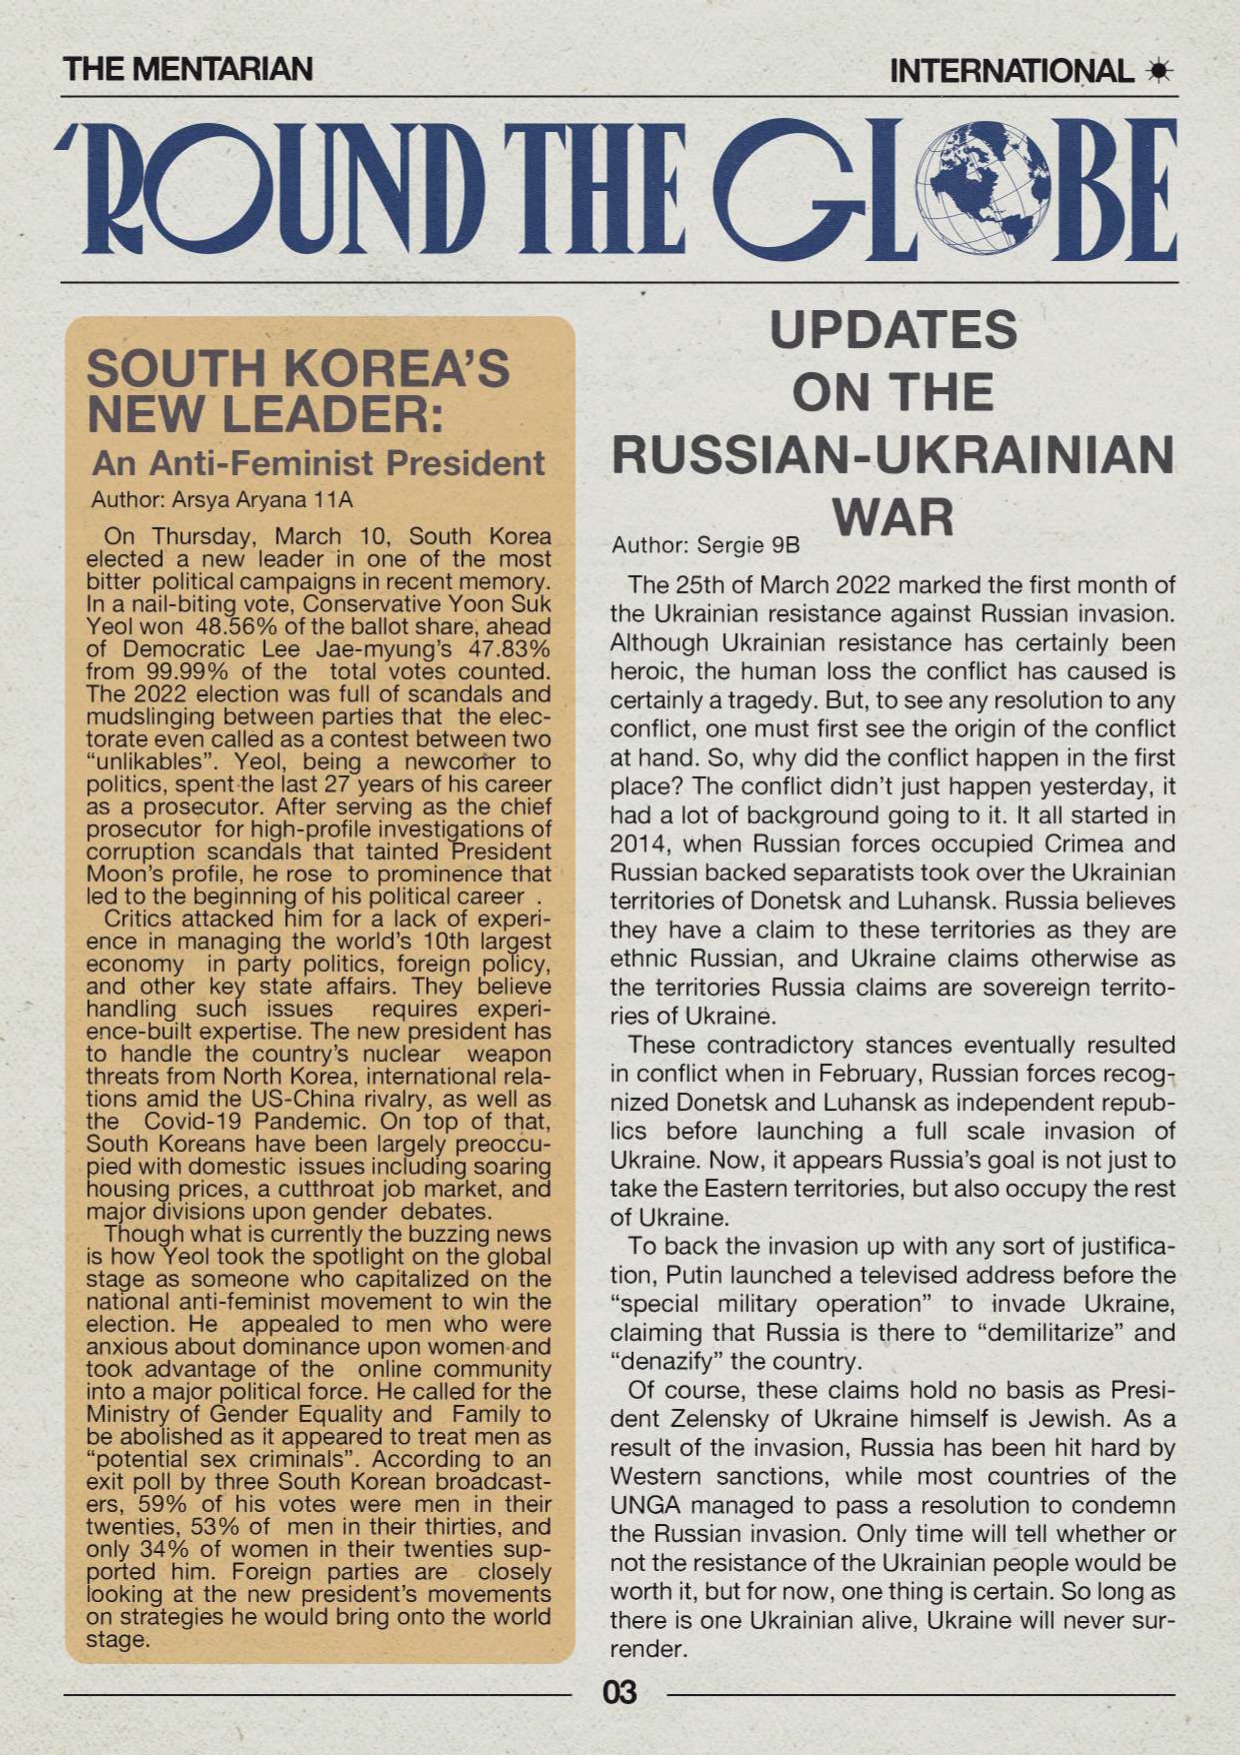 THE MENTARIAN
INTERNATIONAL
'ROUND THE GLOBE
SOUTH KOREA'S
NEW LEADER:
An Anti-Feminist President
Author: Arsya Aryana 11A
On Thursday, March 10, South Korea
elected a new leader in one of the most
bitter political campaigns in recent memory.
In a nail-biting vote, Conservative Yoon Suk
Yeol won 48.56% of the ballot share, ahead
of Democratic Lee Jae-myung's 47.83%
from 99.99% of the total votes counted.
The 2022 election was full of scandals and
mudslinging between parties that the elec-
torate even called as a contest between two
“unlikables”. Yeol, being a newcomer to
politics, spent the last 27 years of his career
as a prosecutor. After serving as the chief
prosecutor for high-profile investigations of
corruption scandals that tainted President
Moon's profile, he rose to prominence that
led to the beginning of his political career .
Critics attacked him for a lack of experi-
ence in managing the world's 10th largest
economy in party politics, foreign policy,
and other key state affairs. They believe
handling such issues requires experi-
ence-built expertise. The new president has
to handle the country's nuclear weapon
threats from North Korea, international rela-
tions amid the US-China rivalry, as well as
the Covid-19 Pandemic. On top of that,
South Koreans have been largely preoccu-
pied with domestic issues including soaring
housing prices, a cutthroat job market, and
major divisions upon gender debates.
Though what is currently the buzzing news
is how Yeol took the spotlight on the global
stage as someone who capitalized on the
national anti-feminist movement to win the
election. He appealed to men who were
anxious about dominance upon women and
took advantage of the online community
into a major political force. He called for the
Ministry of Gender Equality and Family to
be abolished as it appeared to treat men as
“potential sex criminals”. According to an
exit poll by three South Korean broadcast-
ers, 59% of his votes were men in their
twenties, 53% of men in their thirties, and
only 34% of women in their twenties sup-
ported him. Foreign parties are closely
looking at the new president's movements
on strategies he would bring onto the world
stage.
UPDATES
ON THE
RUSSIAN-UKRAINIAN
WAR
Author: Sergie 9B
The 25th of March 2022 marked the first month of
the Ukrainian resistance against Russian invasion.
Although Ukrainian resistance has certainly been
heroic, the human loss the conflict has caused is
certainly a tragedy. But, to see any resolution to any
conflict, one must first see the origin of the conflict
at hand. So, why did the conflict happen in the first
place? The conflict didn't just happen yesterday, it
had a lot of background going to it. It all started in
2014, when Russian forces occupied Crimea and
Russian backed separatists took over the Ukrainian
territories of Donetsk and Luhansk. Russia believes
they have a claim to these territories as they are
ethnic Russian, and Ukraine claims otherwise as
the territories Russia claims are sovereign territo-
ries of Ukraine.
These contradictory stances eventually resulted
in conflict when in February, Russian forces recog-
nized Donetsk and Luhansk as independent repub-
lics before launching a full scale invasion of
Ukraine. Now, it appears Russia's goal is not just to
take the Eastern territories, but also occupy the rest
of Ukraine.
To back the invasion up with any sort of justifica-
tion, Putin launched a televised address before the
“special military operation” to invade Ukraine,
claiming that Russia is there to “demilitarize” and
“denazify” the country.
Of course, these claims hold no basis as Presi-
dent Zelensky of Ukraine himself is Jewish. As a
result of the invasion, Russia has been hit hard by
Western sanctions, while most countries of the
UNGA managed to pass a resolution to condemn
the Russian invasion. Only time will tell whether or
not the resistance of the Ukrainian people would be
worth it, but for now, one thing is certain. So long as
there is one Ukrainian alive, Ukraine will never sur-
render.
03